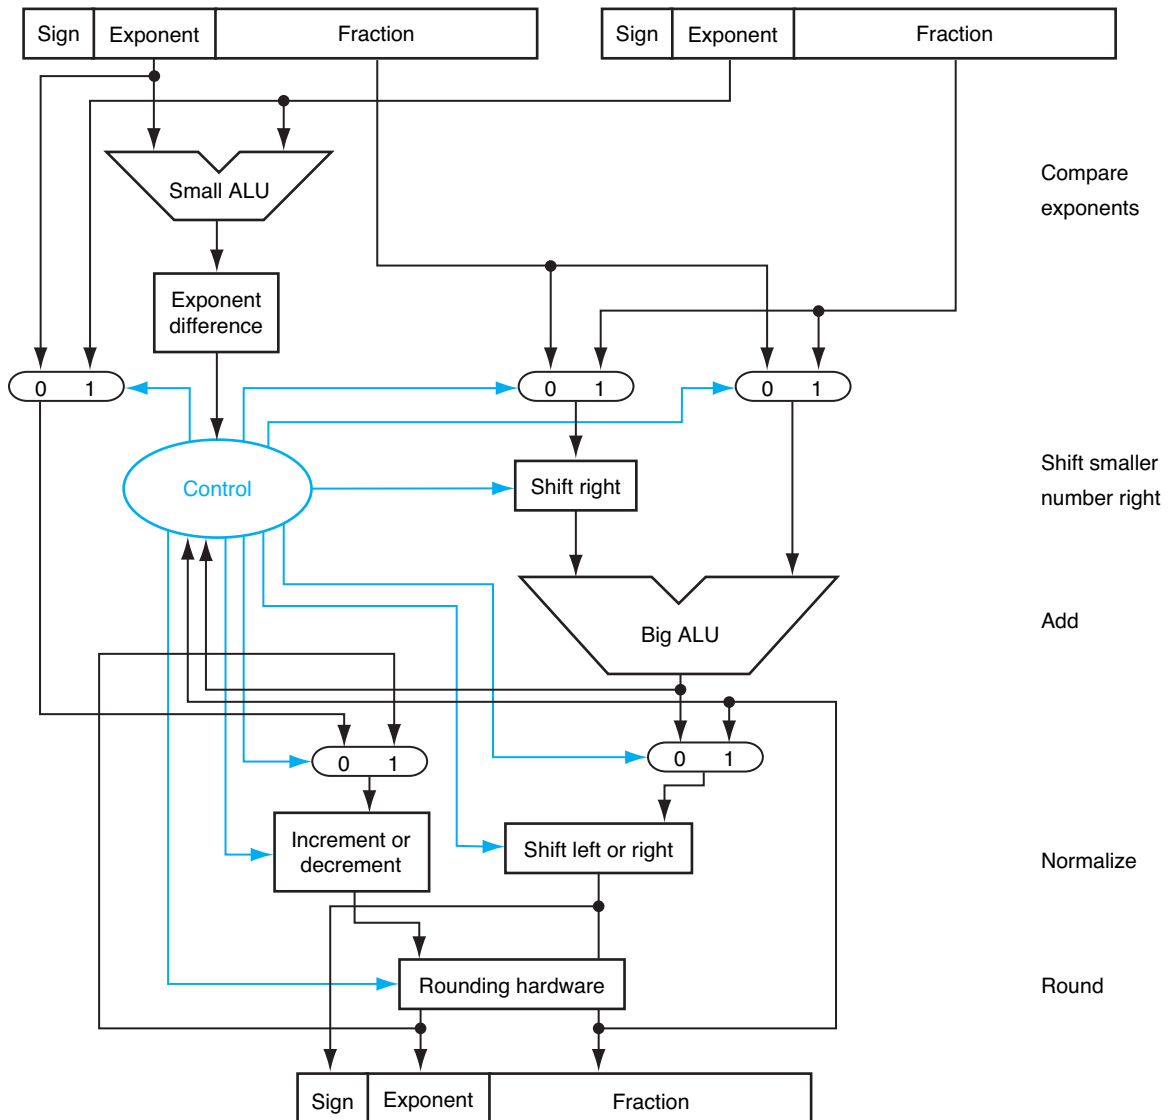 Sign Exponent Fraction Sign Exponent Fraction
Compare
exponents
Small ALU
Exponent
difference
0 1 0 1 0 1
Shift smaller
number right
Control
Shift right
Add
Big ALU
0 1 0 1
Increment or
decrement
Shift left or right
Normalize
Rounding hardware
Round
Sign Exponent Fraction